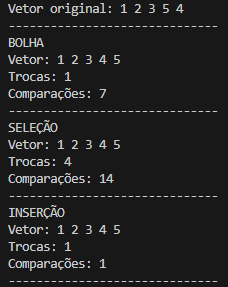 Vetor original: 1 2 3 5 4
------------------------------
BOLHA
Vetor: 1 2 3 4 5
Trocas: 1
Comparações: 7
------------------------------
SELEÇÃO
Vetor: 1 2 3 4 5
Trocas: 4
Comparações: 14
------------------------------
INSERÇÃO
Vetor: 1 2 3 4 5
Trocas: 1
Comparações: 1
------------------------------